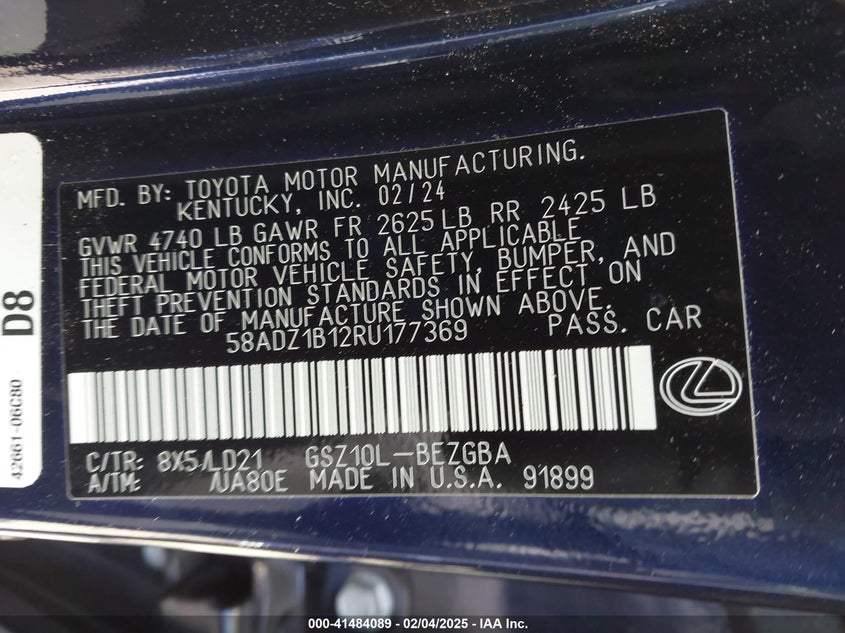 MFD. BY: TOYOTA MOTOR MANUFACTURING.
KENTUCKY, INC. 02/24
GVWR 4740 LB GAWR FR 2625 LB RR 2425 LB
THIS VEHICLE CONFORMS TO ALL APPLICABLE
FEDERAL MOTOR VEHICLE SAFETY, BUMPER, AND
THEFT PREVENTION STANDARDS IN EFFECT ON
THE DATE OF MANUFACTURE SHOWN ABOVE.
58ADZ1B12RU177369 PASS. CAR
C/TR: 8X5/LD21 GSZ10L-BEZGBA
A/TM: /UA80E MADE IN U.S.A. 91899
D8
42661-06C80
000-41484089 - 02/04/2025 - IAA Inc.